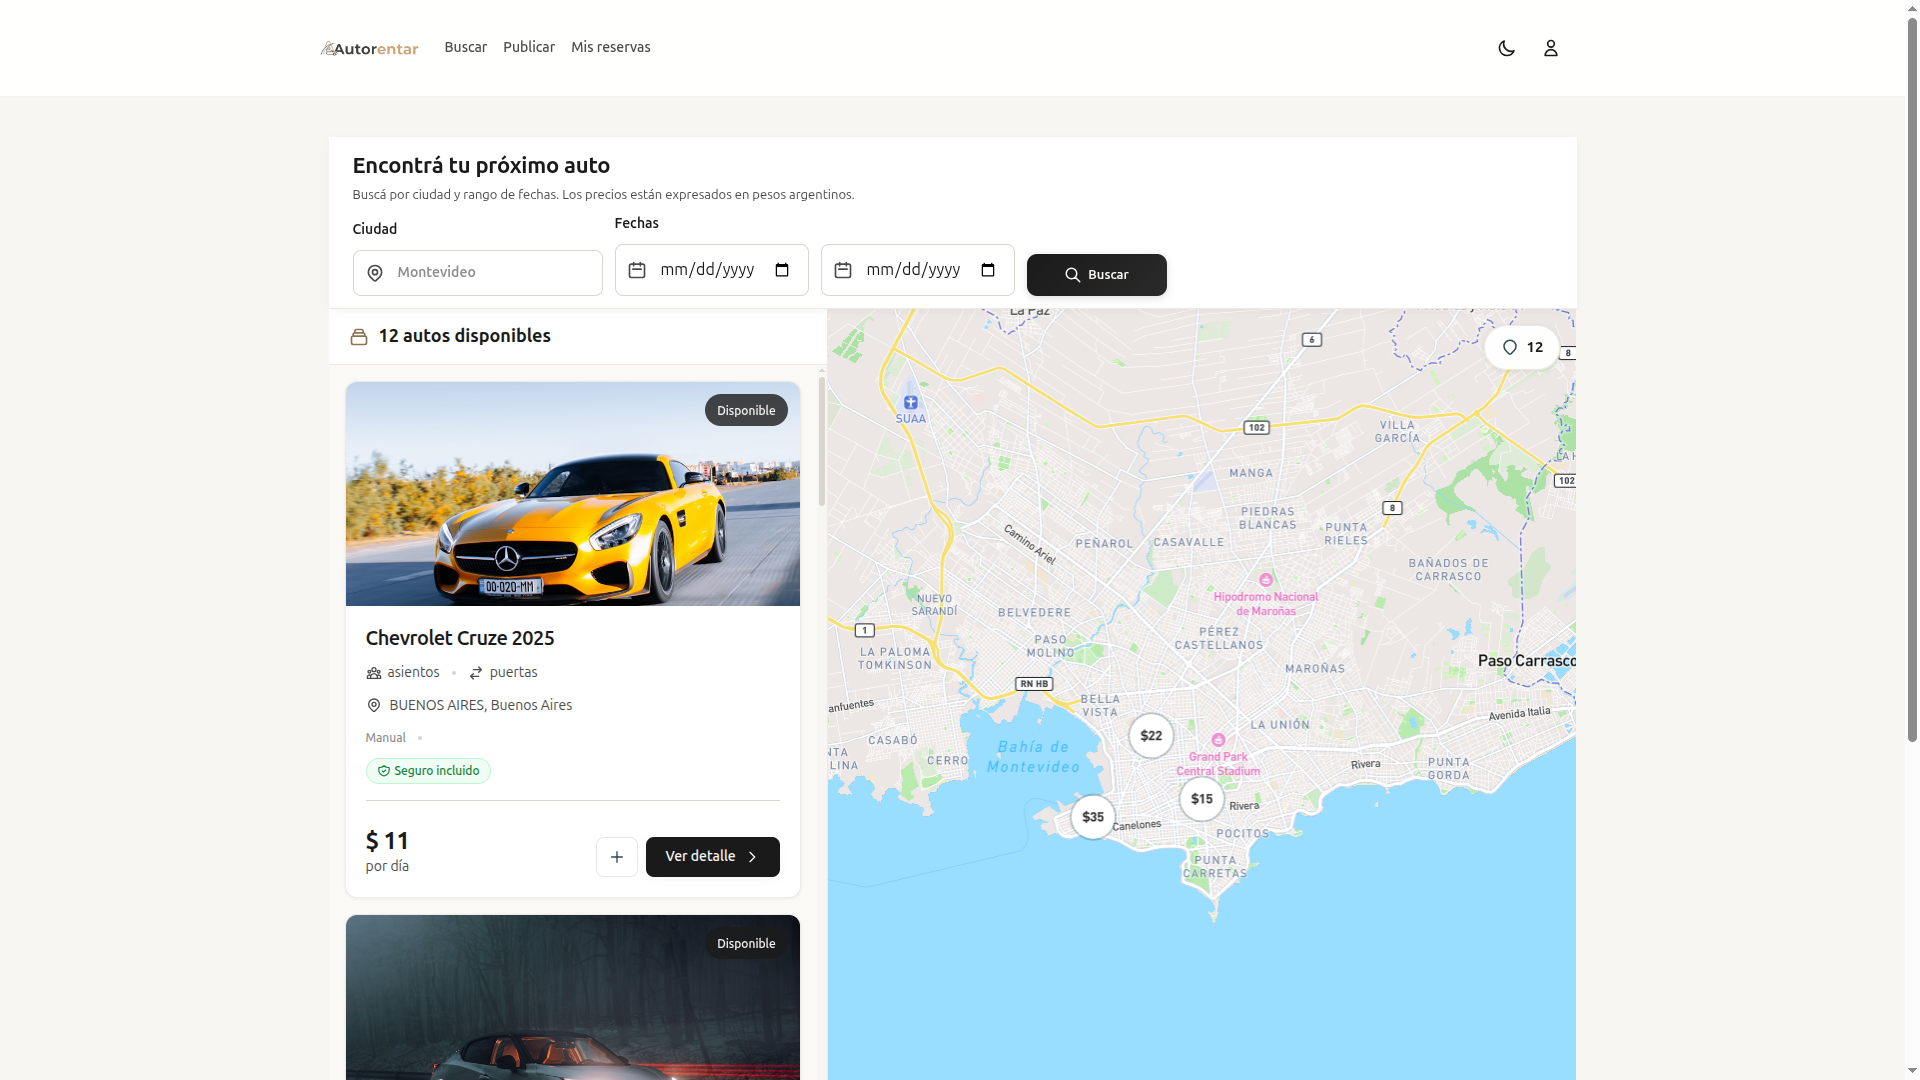 Autorentar
Buscar
Publicar
Mis reservas
Encontrá tu próximo auto
Buscá por ciudad y rango de fechas. Los precios están expresados en pesos argentinos.
Ciudad
Fechas
Montevideo
mm/dd/yyyy
mm/dd/yyyy
Buscar
12 autos disponibles
Disponible
00-020-MM
Chevrolet Cruze 2025
asientos
puertas
BUENOS AIRES, Buenos Aires
Manual
Seguro incluido
$ 11
por día
Ver detalle
Disponible
La Paz
6
12
8
SUAA
102
VILLA
GARCÍA
MANGA
102
8
PIEDRAS
BLANCAS
PUNTA
RIELES
Camino Ariel
PEÑAROL
CASAVALLE
BAÑADOS DE
CARRASCO
Hipodromo Nacional
de Maroñas
NUEVO
SARANDÍ
BELVEDERE
1
PÉREZ
CASTELLANOS
PASO
MOLINO
LA PALOMA
TOMKINSON
MAROÑAS
Paso Carrasco
RN HB
BELLA
VISTA
anfuentes
Avenida Italia
LA UNIÓN
$22
CASABÓ
Bahía de
Montevideo
NTA
LINA
CERRO
Grand Park
Central Stadium
Rivera
PUNTA
GORDA
$15
Rivera
$35
Canelones
POCITOS
PUNTA
CARRETAS